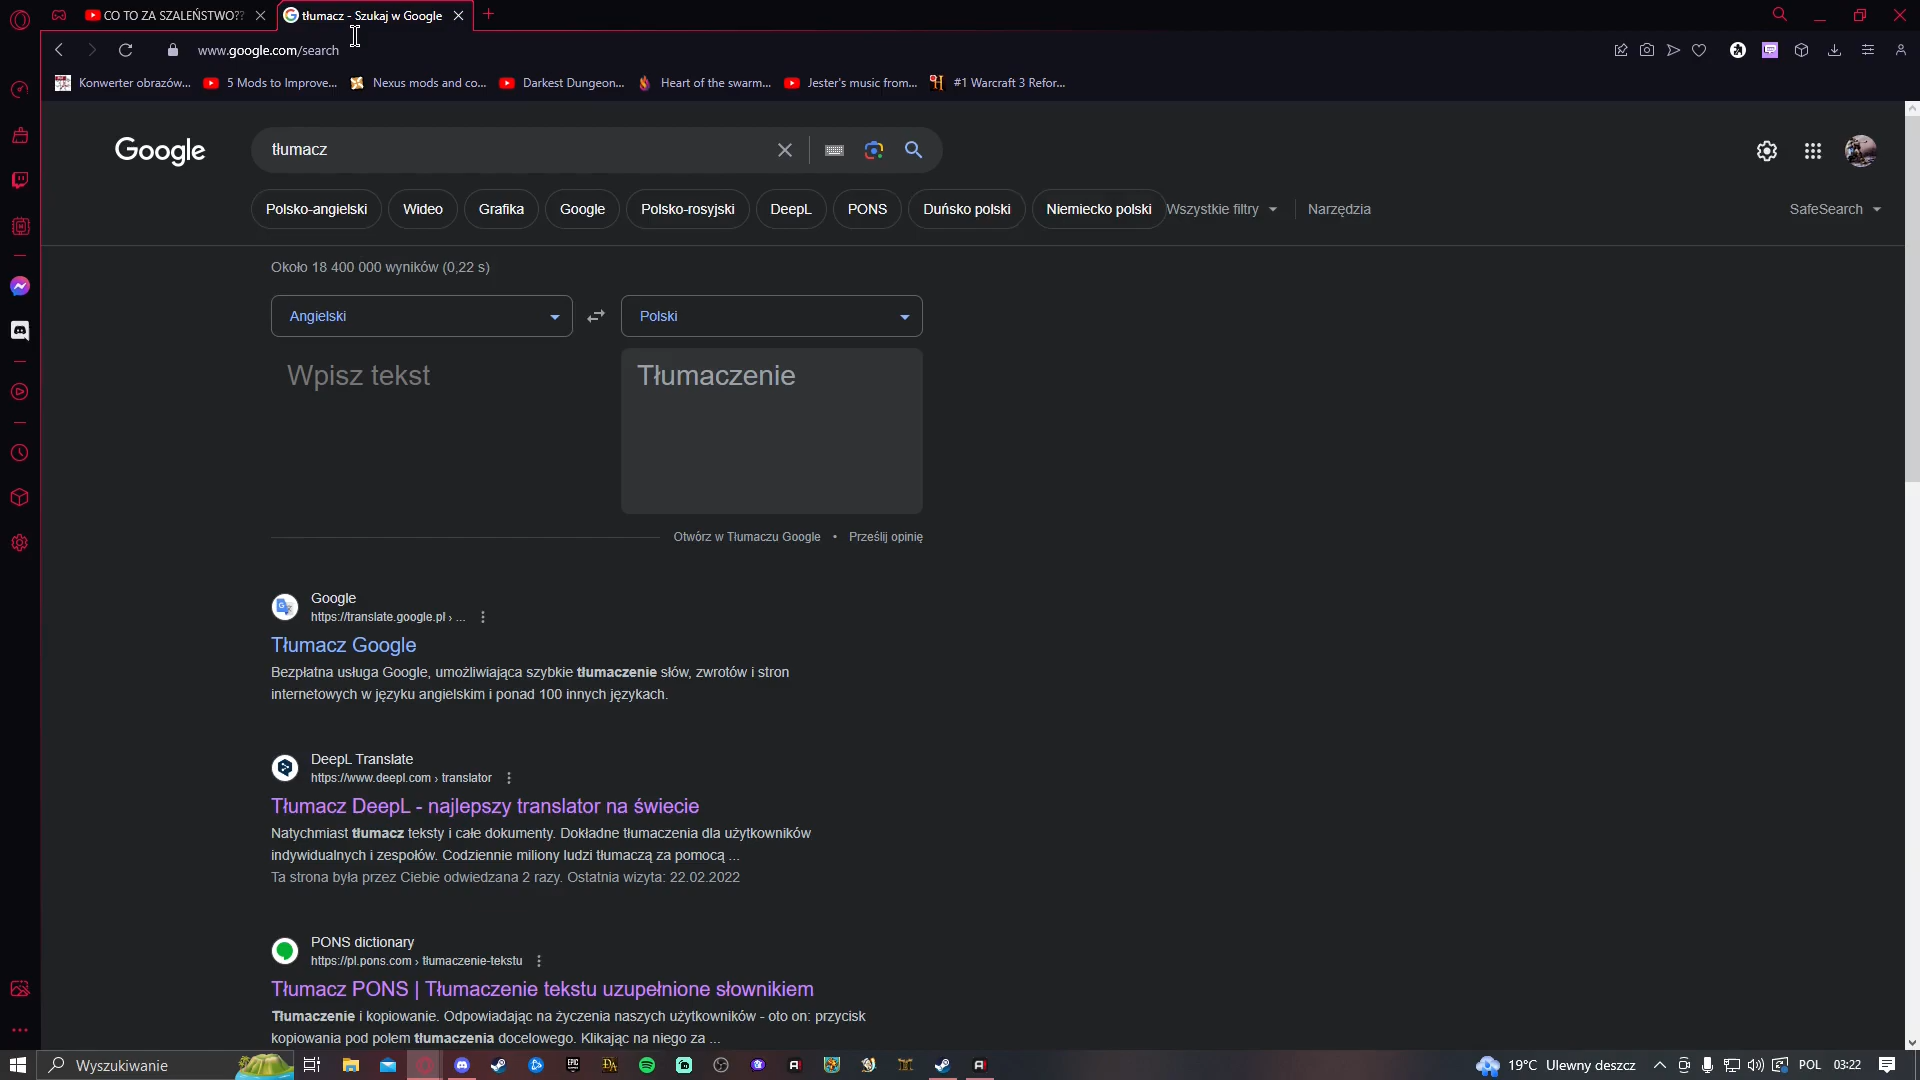 CO TO ZA SZALEŃSTWO??
tłumacz - Szukaj w Google
www.google.com/search
Konwerter obrazów...
5 Mods to Improve...
Nexus mods and co...
Darkest Dungeon...
Heart of the swarm...
Jester's music from...
#1 Warcraft 3 Refor...
Google
tłumacz
Polsko-angielski
Wideo
Grafika
Google
Polsko-rosyjski
DeepL
PONS
Duńsko polski
Niemiecko polski
Wszystkie filtry
Narzędzia
SafeSearch
Około 18 400 000 wyników (0,22 s)
Angielski
Polski
Wpisz tekst
Tłumaczenie
Otwórz w Tłumaczu Google • Prześlij opinię
Google
https://translate.google.pl › ...
Tłumacz Google
Bezpłatna usługa Google, umożliwiająca szybkie tłumaczenie słów, zwrotów i stron
internetowych w języku angielskim i ponad 100 innych językach.
DeepL Translate
https://www.deepl.com › translator
Tłumacz DeepL - najlepszy translator na świecie
Natychmiast tłumacz teksty i całe dokumenty. Dokładne tłumaczenia dla użytkowników
indywidualnych i zespołów. Codziennie miliony ludzi tłumaczą za pomocą ...
Ta strona była przez Ciebie odwiedzana 2 razy. Ostatnia wizyta: 22.02.2022
PONS dictionary
https://pl.pons.com › tłumaczenie-tekstu
Tłumacz PONS | Tłumaczenie tekstu uzupełnione słownikiem
Tłumaczenie i kopiowanie. Odpowiadając na życzenia naszych użytkowników - oto on: przycisk
kopiowania pod polem tłumaczenia docelowego. Klikając na niego za ...
Wyszukiwanie
19°C Ulewny deszcz
POL
03:22